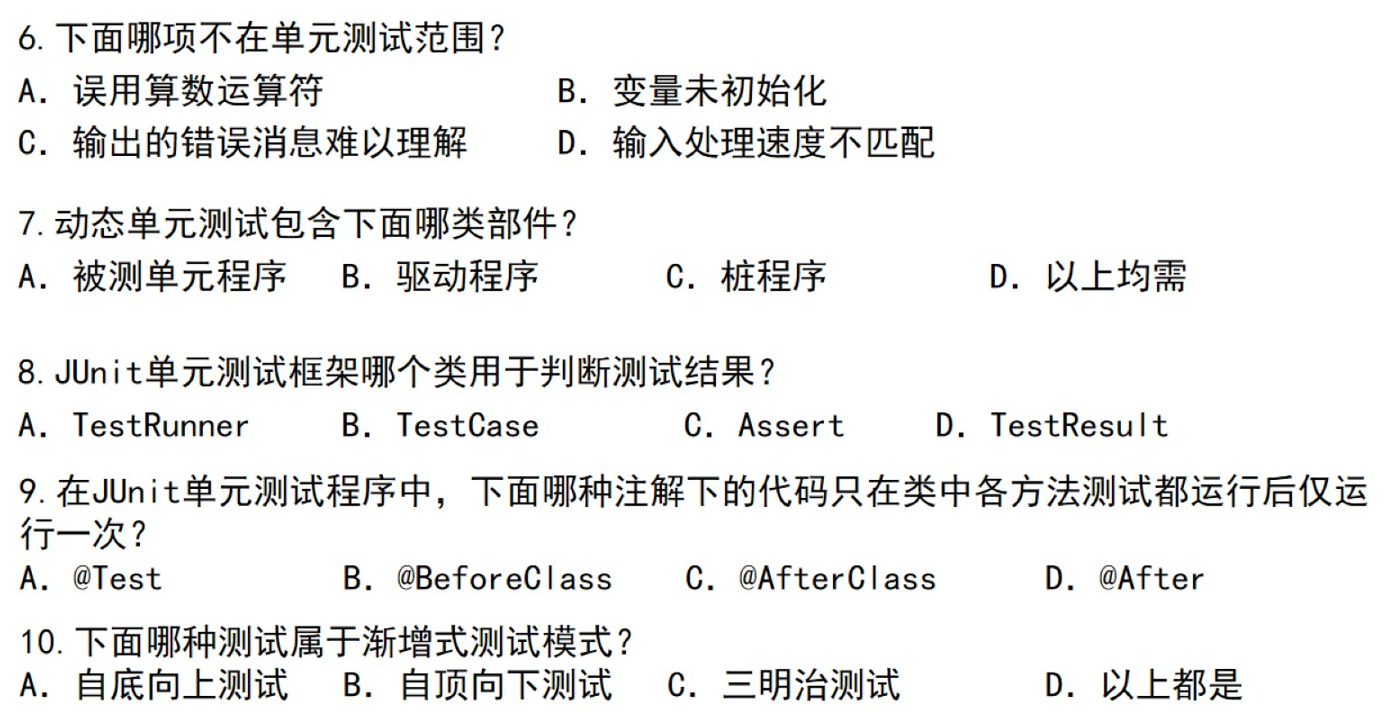 6.下面哪项不在单元测试范围?
A. 误用算数运算符 B. 变量未初始化
C. 输出的错误消息难以理解 D. 输入处理速度不匹配
7.动态单元测试包含下面哪类部件?
A. 被测单元程序 B. 驱动程序 C. 桩程序 D. 以上均需
8.JUnit单元测试框架哪个类用于判断测试结果?
A. TestRunner B. TestCase C. Assert D. TestResult
9.在JUnit单元测试程序中，下面哪种注解下的代码只在类中各方法测试都运行后仅运
行一次?
A. @Test B. @BeforeClass C. @AfterClass D. @After
10.下面哪种测试属于渐增式测试模式?
A. 自底向上测试 B. 自顶向下测试 C. 三明治测试 D. 以上都是